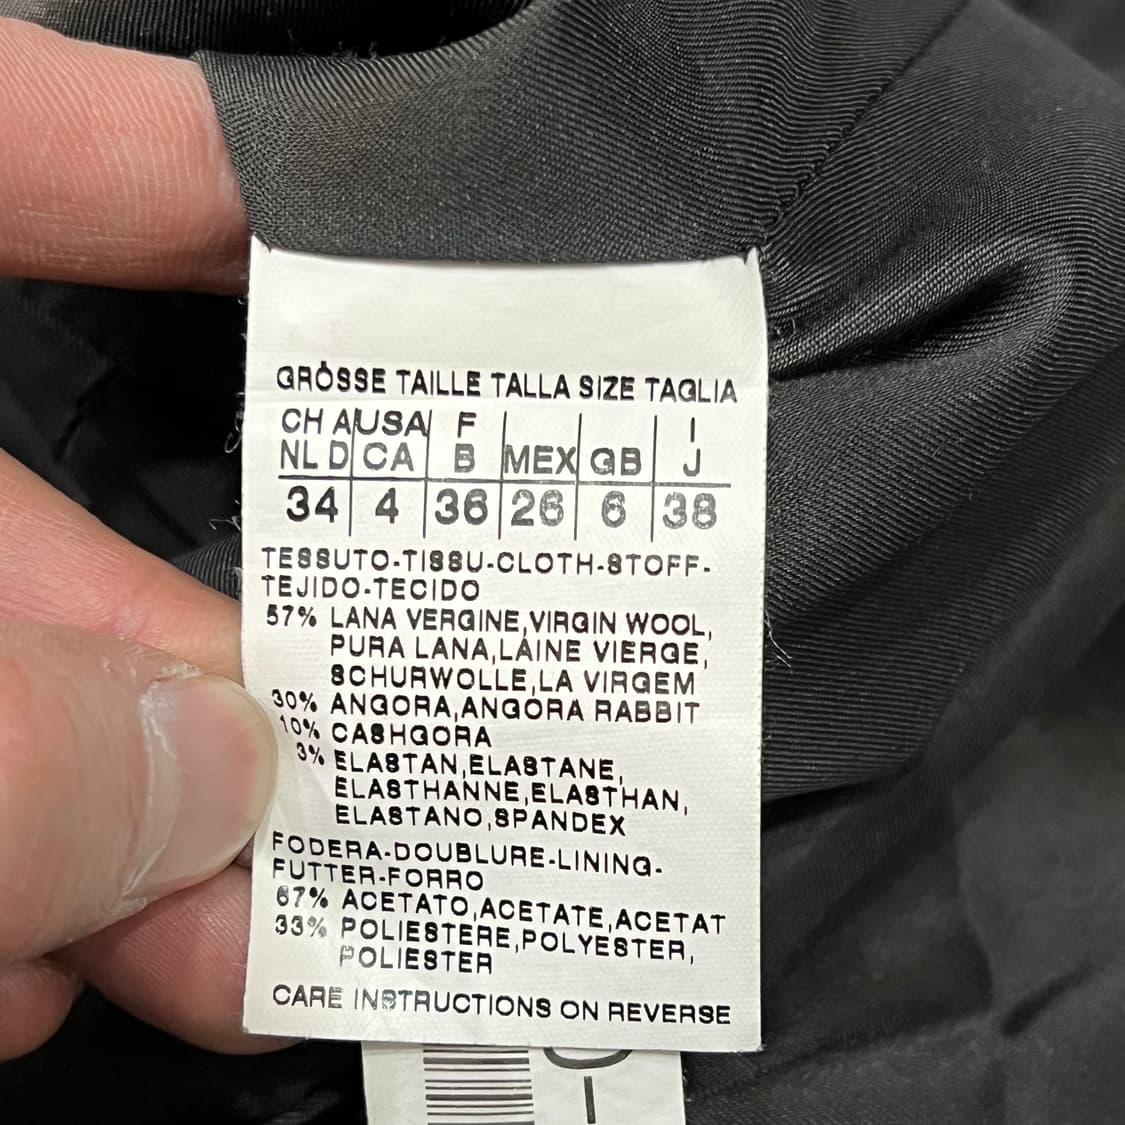 GRÖSSE TAILLE TALLA SIZE TAGLIA
CH A USA F I
NL D CA B MEX GB J
34 4 36 26 6 38
TESSUTO-TISSU-CLOTH-STOFF-
TEJIDO-TECIDO
57% LANA VERGINE,VIRGIN WOOL,
PURA LANA,LAINE VIERGE,
SCHURWOLLE,LA VIRGEM
30% ANGORA,ANGORA RABBIT
10% CASHGORA
3% ELASTAN,ELASTANE,
ELASTHANNE,ELASTHAN,
ELASTANO,SPANDEX
FODERA-DOUBLURE-LINING-
FUTTER-FORRO
67% ACETATO,ACETATE,ACETAT
33% POLIESTERE,POLYESTER,
POLIESTER
CARE INSTRUCTIONS ON REVERSE